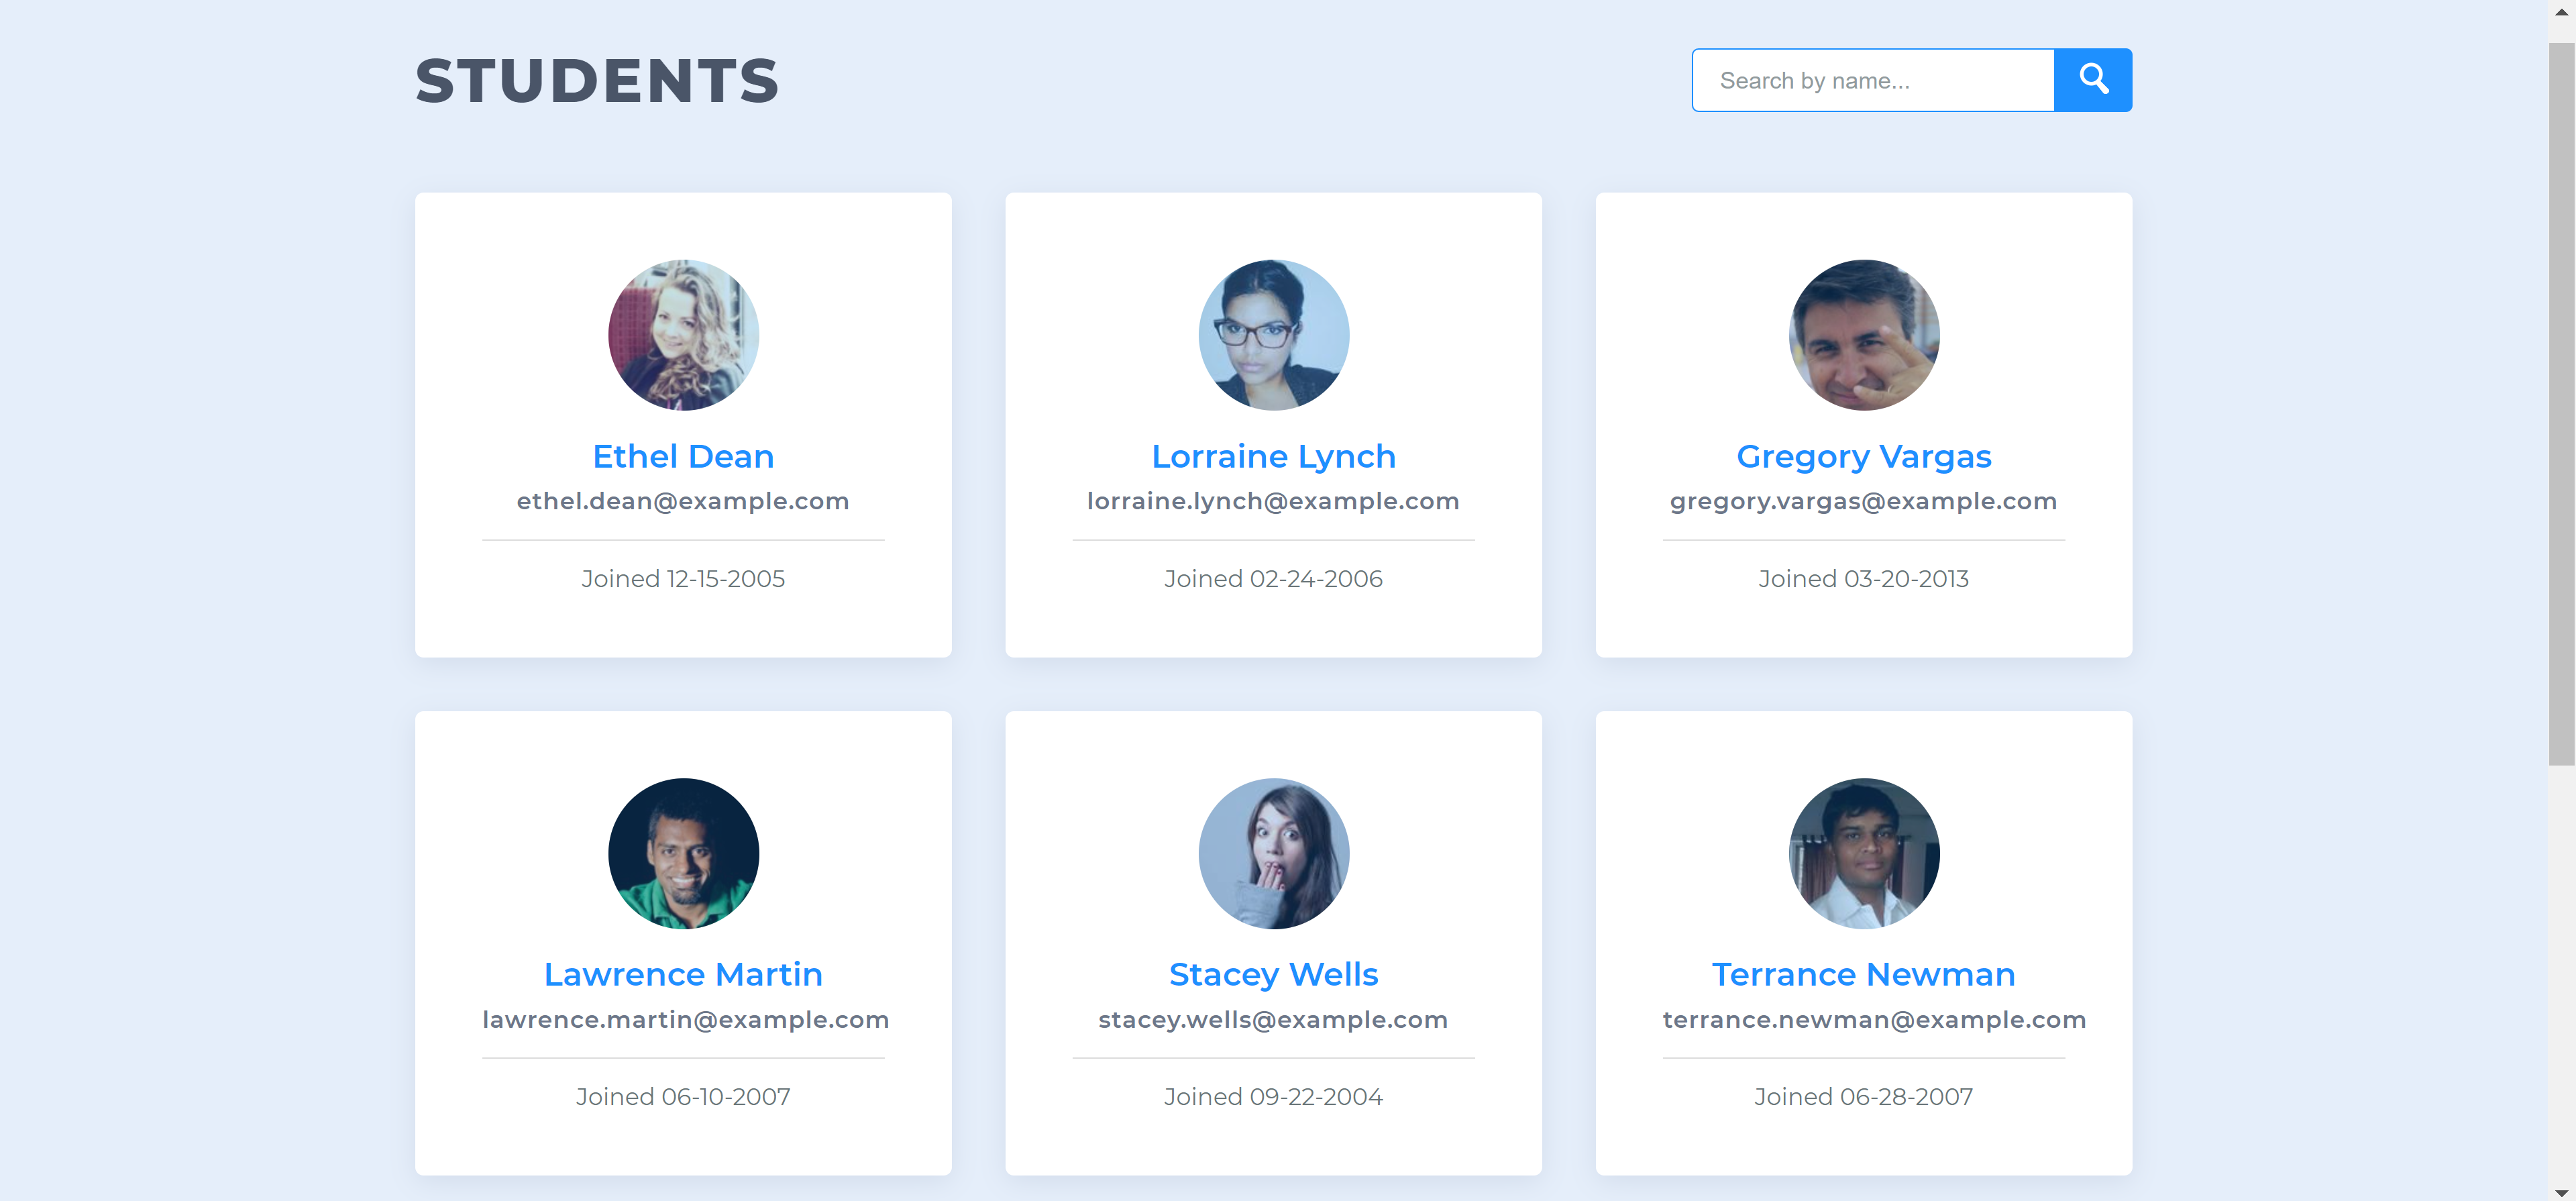 STUDENTS
Search by name...
Ethel Dean
ethel.dean@example.com
Joined 12-15-2005
Lorraine Lynch
lorraine.lynch@example.com
Joined 02-24-2006
Gregory Vargas
gregory.vargas@example.com
Joined 03-20-2013
Lawrence Martin
lawrence.martin@example.com
Joined 06-10-2007
Stacey Wells
stacey.wells@example.com
Joined 09-22-2004
Terrance Newman
terrance.newman@example.com
Joined 06-28-2007